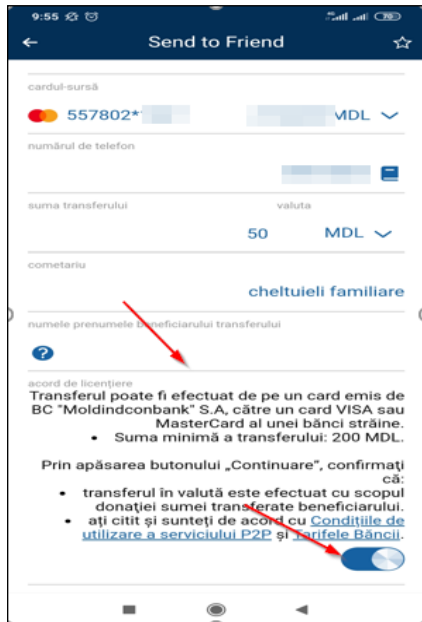 9:55
70
Send to Friend
cardul-sursă
557802* MDL
numărul de telefon
suma transferului valuta
50 MDL
cometariu
cheltuieli familiare
numele prenumele beneficiarului transferului
?
acord de licențiere
Transferul poate fi efectuat de pe un card emis de
BC "Moldindconbank" S.A, către un card VISA sau
MasterCard al unei bănci străine.
• Suma minimă a transferului: 200 MDL.
Prin apăsarea butonului „Continuare”, confirmați
că:
• transferul în valută este efectuat cu scopul
donației sumei transferate beneficiarului.
• ați citit și sunteți de acord cu Condițiile de
utilizare a serviciului P2P și Tarifele Băncii.